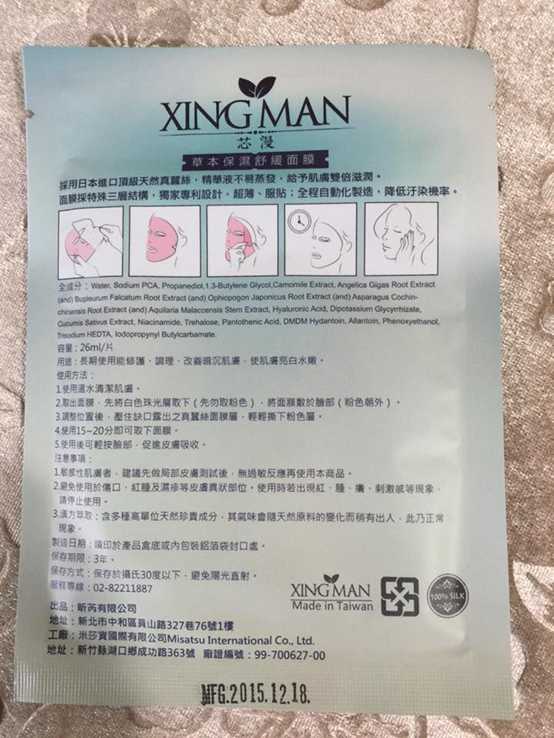 XING MAN
芯漫
草本保濕舒緩面膜
採用日本進口頂級天然真蠶絲，精華液不易蒸發，給予肌膚雙倍滋潤。
面膜採特殊三層結構，獨家專利設計，超薄、服貼；全程自動化製造，降低汙染機率。
全成分：Water, Sodium PCA, Propanediol,1,3-Butylene Glycol,Camomile Extract, Angelica Gigas Root Extract
(and) Bupleurum Falcatum Root Extract (and) Ophiopogon Japonicus Root Extract (and) Asparagus Cochin-
chinensis Root Extract (and) Aquilaria Malaccensis Stem Extract, Hyaluronic Acid, Dipotassium Glycyrrhizate,
Cucumis Sativus Extract, Niacinamide, Trehalose, Pantothenic Acid, DMDM Hydantoin, Allantoin, Phenoxyethanol,
Trisodium HEDTA, Iodopropynyl Butylcarbamate.
容量：26ml/片
用途：長期使用能修護、調理、改善暗沉肌膚，使肌膚亮白水嫩。
使用方法：
1.使用溫水清潔肌膚。
2.取出面膜，先將白色珠光層取下（先勿取粉色），將面膜敷於臉部（粉色朝外）。
3.調整位置後，壓住缺口露出之真蠶絲面膜層，輕輕撕下粉色層。
4.使用15~20分即可取下面膜。
5.使用後可輕按臉部，促進皮膚吸收。
注意事項：
1.敏感性肌膚者，建議先做局部皮膚測試後，無過敏反應再使用本商品。
2.避免使用於傷口，紅腫及濕疹等皮膚異狀部位。使用時若出現紅、腫、癢、刺激感等現象，
請停止使用。
3.漢方萃取：含多種高單位天然珍貴成分，其氣味會隨天然原料的變化而稍有出入，此乃正常
現象。
製造日期：噴印於產品盒底或內包裝鋁箔袋封口處。
保存期限：3年。
保存方式：保存於攝氏30度以下，避免陽光直射。
服務專線：02-82211887
XING MAN
Made in Taiwan
100% SILK
出品：昕芮有限公司
地址：新北市中和區員山路327巷76號1樓
工廠：米莎實國際有限公司Misatsu International Co., Ltd.
地址：新竹縣湖口鄉成功路363號 廠證編號：99-700627-00
MFG.2015.12.18.